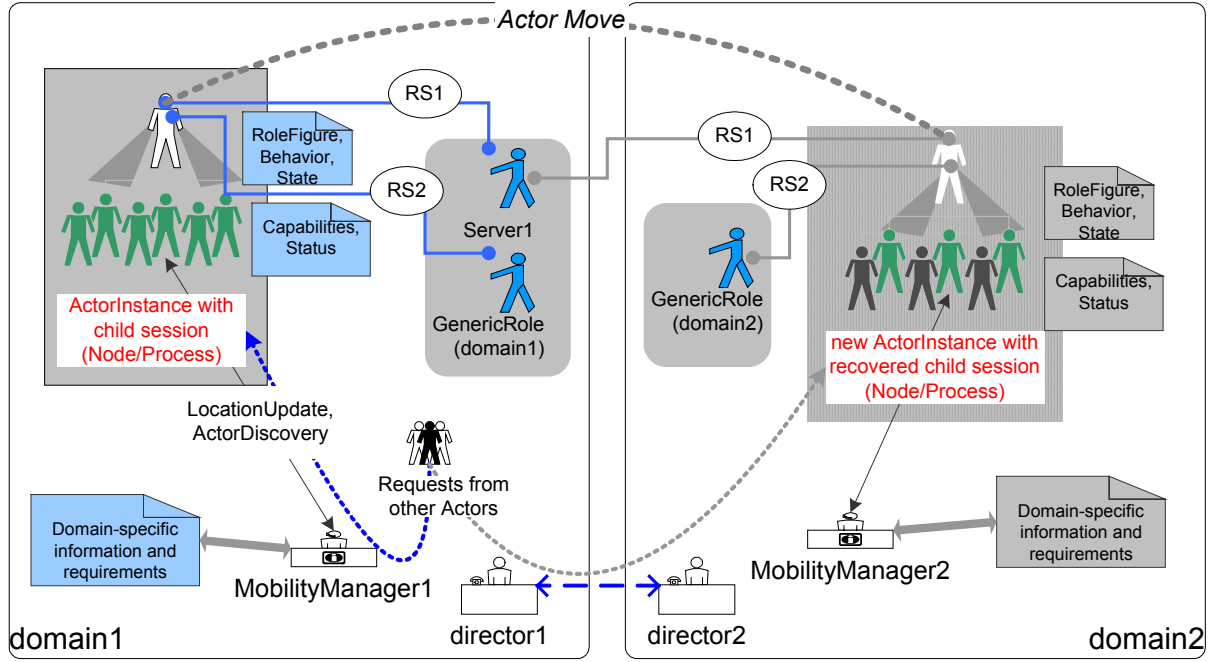 Actor Move
RS1
RS2
RoleFigure,
Behavior,
State
Capabilities,
Status
Server1
GenericRole
(domain1)
ActorInstance with
child session
(Node/Process)
LocationUpdate,
ActorDiscovery
Requests from
other Actors
Domain-specific
information and
requirements
MobilityManager1
director1
domain1
RS1
RS2
GenericRole
(domain2)
RoleFigure,
Behavior,
State
Capabilities,
Status
new ActorInstance with
recovered child session
(Node/Process)
Domain-specific
information and
requirements
MobilityManager2
director2
domain2